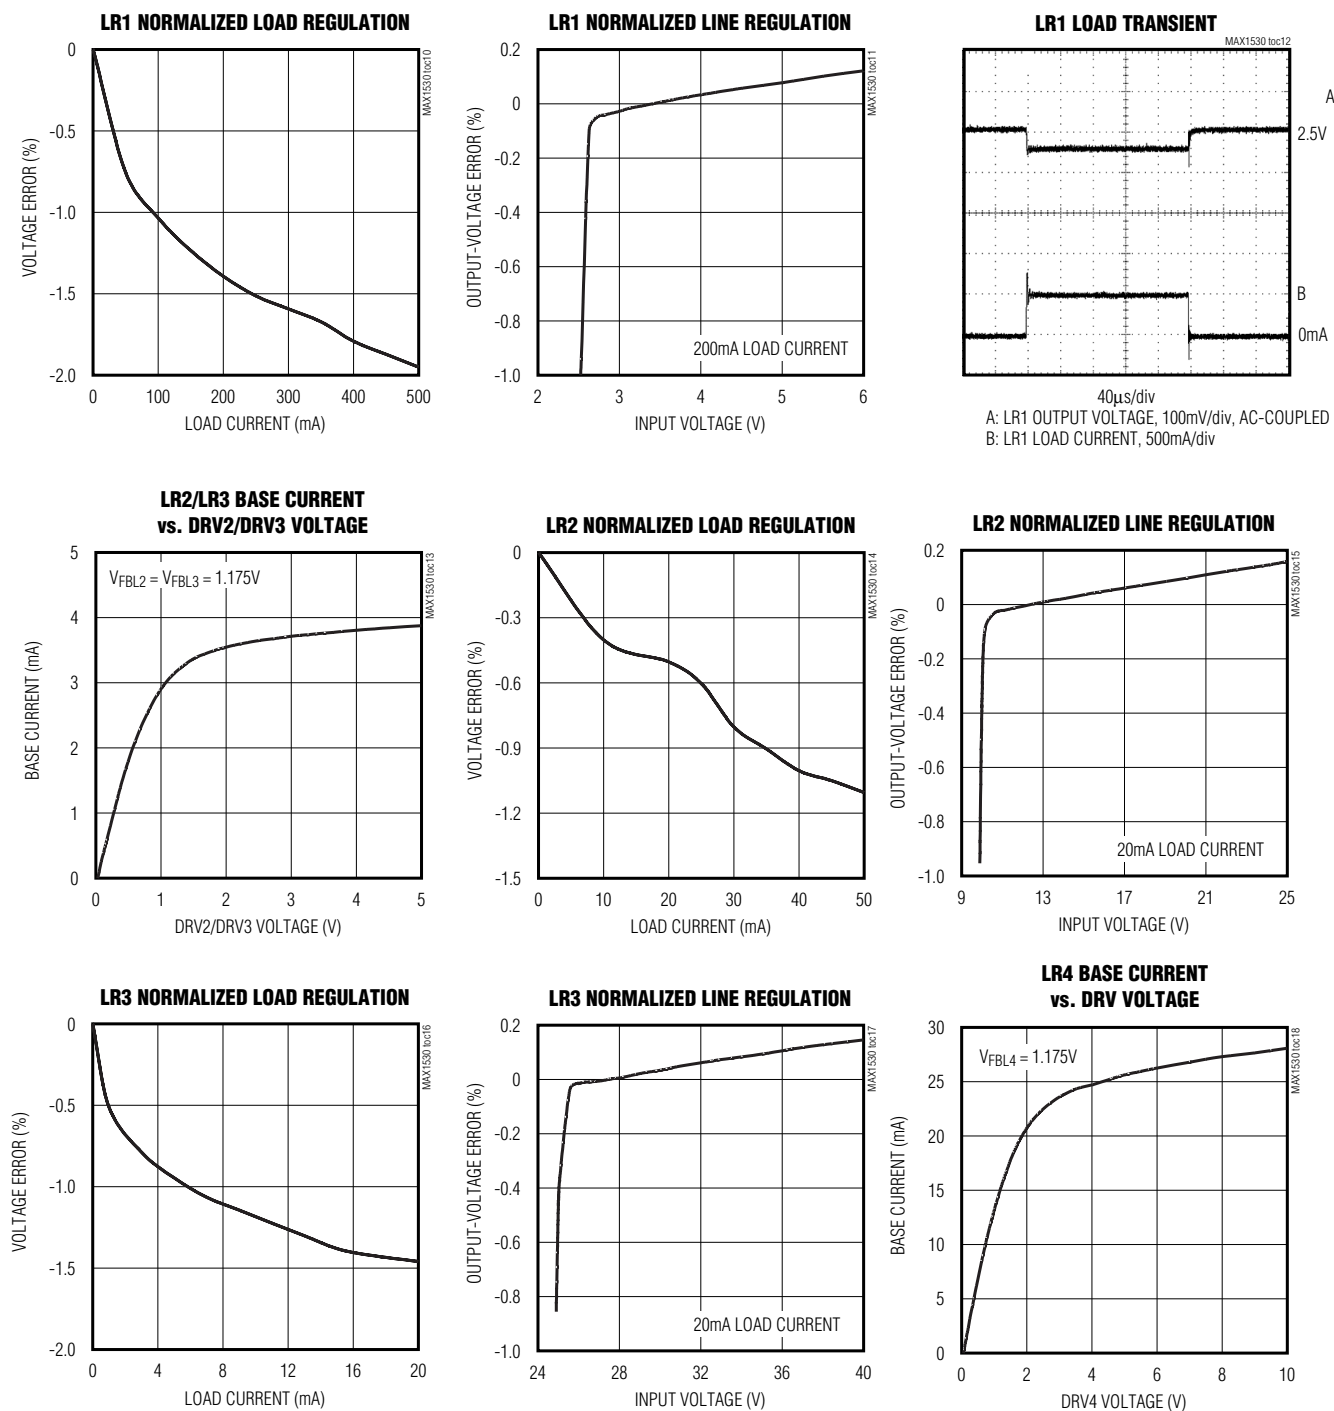 LR1 NORMALIZED LOAD REGULATION
MAX1530 toc10
VOLTAGE ERROR (%)
0
-0.5
-1.0
-1.5
-2.0
0 100 200 300 400 500
LOAD CURRENT (mA)
LR1 NORMALIZED LINE REGULATION
MAX1530 toc11
OUTPUT-VOLTAGE ERROR (%)
0.2
0
-0.2
-0.4
-0.6
-0.8
-1.0
200mA LOAD CURRENT
2 3 4 5 6
INPUT VOLTAGE (V)
LR1 LOAD TRANSIENT
MAX1530 toc12
A
2.5V
B
0mA
40µs/div
A: LR1 OUTPUT VOLTAGE, 100mV/div, AC-COUPLED
B: LR1 LOAD CURRENT, 500mA/div
LR2/LR3 BASE CURRENT
vs. DRV2/DRV3 VOLTAGE
MAX1530 toc13
VFBL2 = VFBL3 = 1.175V
BASE CURRENT (mA)
5
4
3
2
1
0
0 1 2 3 4 5
DRV2/DRV3 VOLTAGE (V)
LR2 NORMALIZED LOAD REGULATION
MAX1530 toc14
VOLTAGE ERROR (%)
0
-0.3
-0.6
-0.9
-1.2
-1.5
0 10 20 30 40 50
LOAD CURRENT (mA)
LR2 NORMALIZED LINE REGULATION
MAX1530 toc15
OUTPUT-VOLTAGE ERROR (%)
0.2
0
-0.2
-0.4
-0.6
-0.8
-1.0
20mA LOAD CURRENT
9 13 17 21 25
INPUT VOLTAGE (V)
LR3 NORMALIZED LOAD REGULATION
MAX1530 toc16
VOLTAGE ERROR (%)
0
-0.5
-1.0
-1.5
-2.0
0 4 8 12 16 20
LOAD CURRENT (mA)
LR3 NORMALIZED LINE REGULATION
MAX1530 toc17
OUTPUT-VOLTAGE ERROR (%)
0.2
0
-0.2
-0.4
-0.6
-0.8
-1.0
20mA LOAD CURRENT
24 28 32 36 40
INPUT VOLTAGE (V)
LR4 BASE CURRENT
vs. DRV VOLTAGE
MAX1530 toc18
VFBL4 = 1.175V
BASE CURRENT (mA)
30
25
20
15
10
5
0
0 2 4 6 8 10
DRV4 VOLTAGE (V)